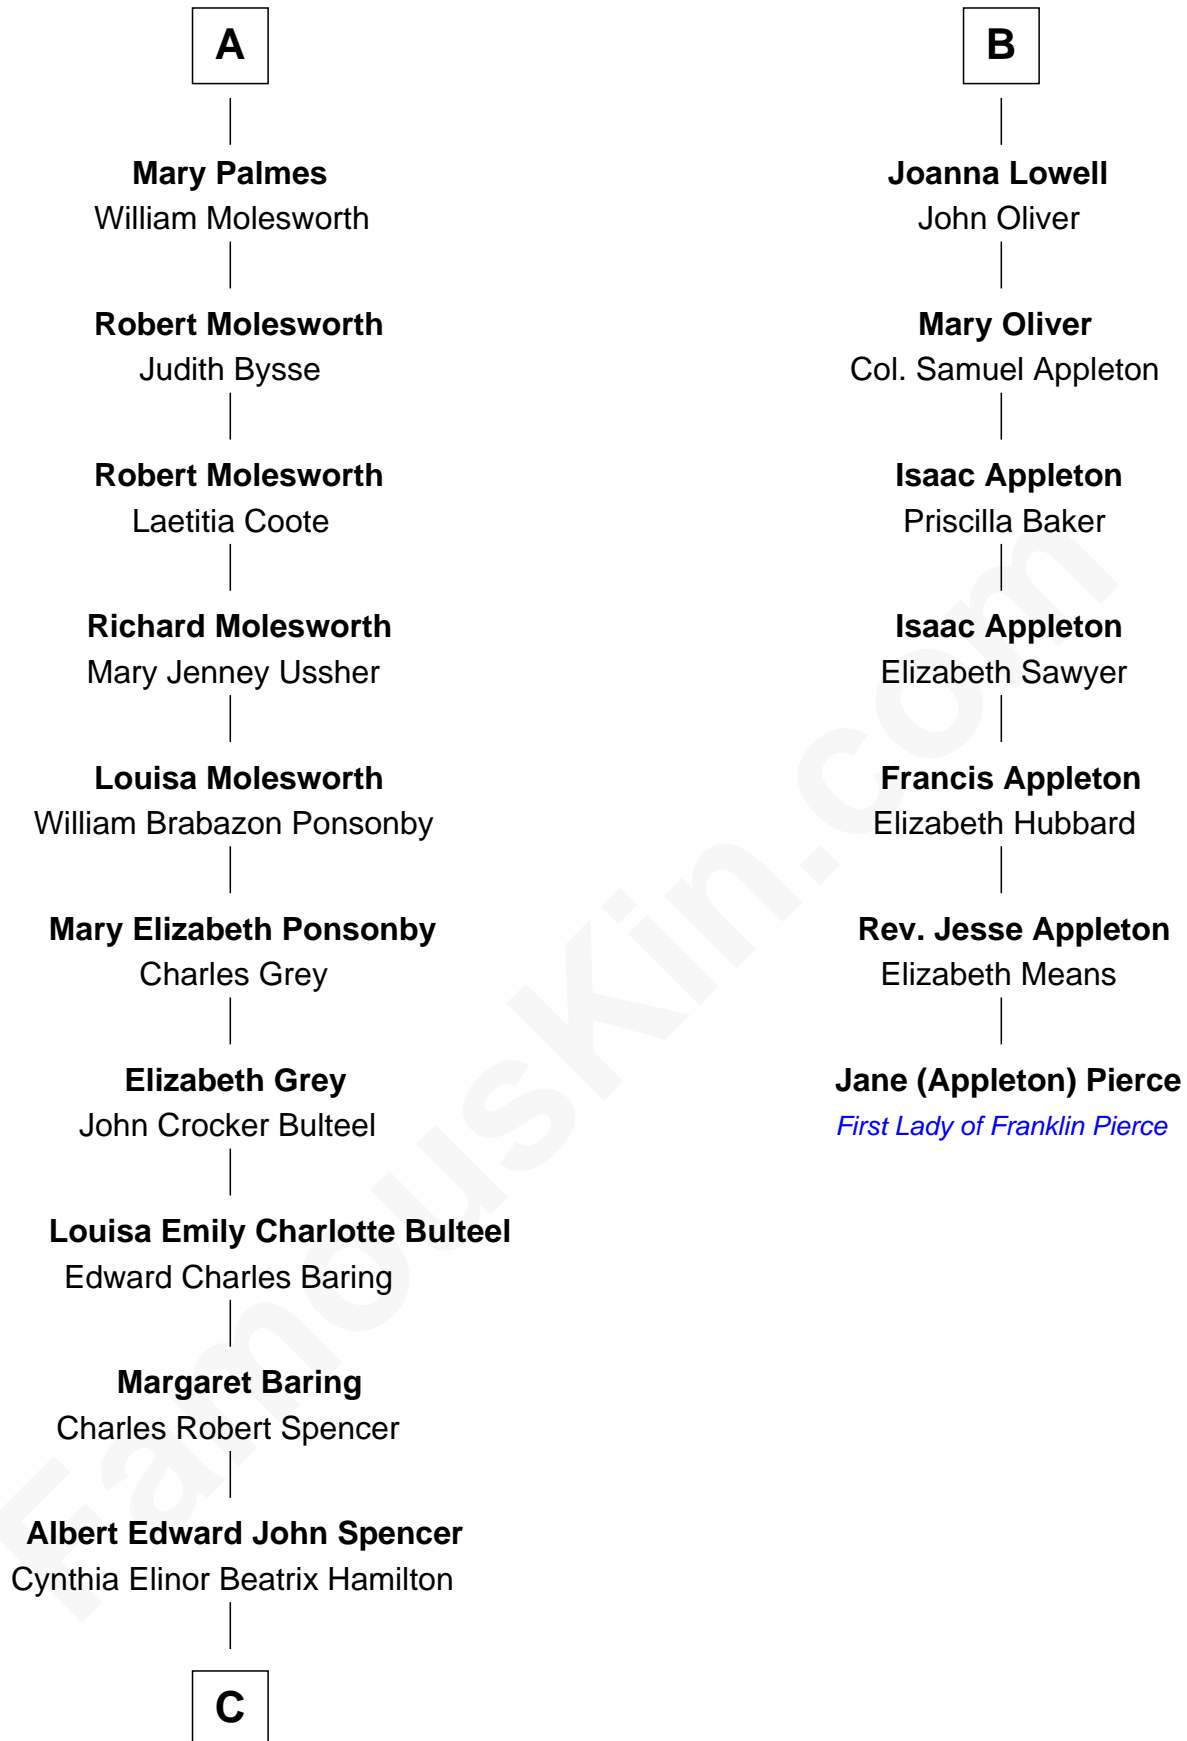 A
Mary Palmes
William Molesworth
Robert Molesworth
Judith Bysse
Robert Molesworth
Laetitia Coote
Richard Molesworth
Mary Jenney Ussher
Louisa Molesworth
William Brabazon Ponsonby
Mary Elizabeth Ponsonby
Charles Grey
Elizabeth Grey
John Crocker Bulteel
Louisa Emily Charlotte Bulteel
Edward Charles Baring
Margaret Baring
Charles Robert Spencer
Albert Edward John Spencer
Cynthia Elinor Beatrix Hamilton
C
B
Joanna Lowell
John Oliver
Mary Oliver
Col. Samuel Appleton
Isaac Appleton
Priscilla Baker
Isaac Appleton
Elizabeth Sawyer
Francis Appleton
Elizabeth Hubbard
Rev. Jesse Appleton
Elizabeth Means
Jane (Appleton) Pierce
First Lady of Franklin Pierce
FamousKin.com